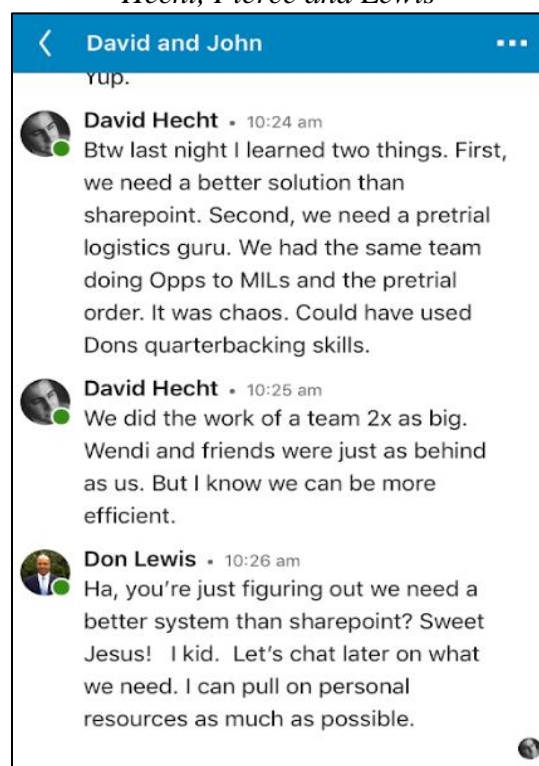 Hecht, Pierce and Lewis
David and John
Yup.
David Hecht • 10:24 am
Btw last night I learned two things. First,
we need a better solution than
sharepoint. Second, we need a pretrial
logistics guru. We had the same team
doing Opps to MILs and the pretrial
order. It was chaos. Could have used
Dons quarterbacking skills.
David Hecht • 10:25 am
We did the work of a team 2x as big.
Wendi and friends were just as behind
as us. But I know we can be more
efficient.
Don Lewis • 10:26 am
Ha, you’re just figuring out we need a
better system than sharepoint? Sweet
Jesus!   I kid.  Let’s chat later on what
we need. I can pull on personal
resources as much as possible.